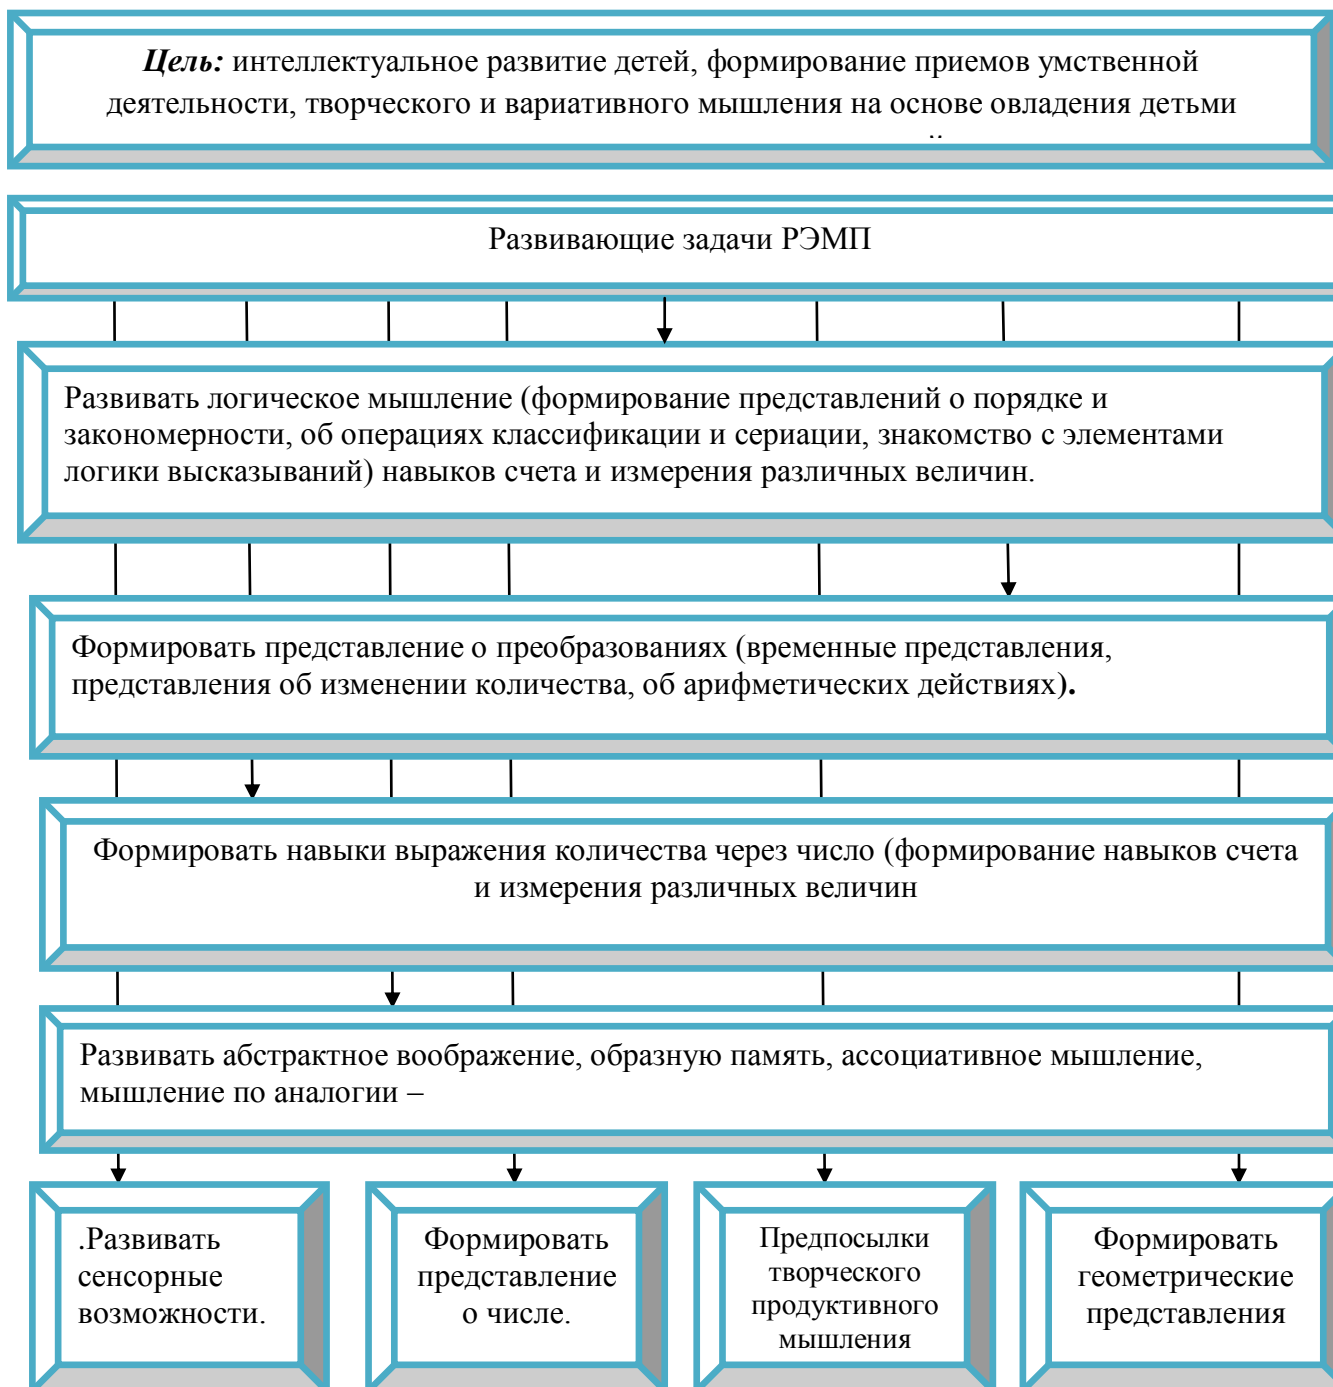 Цель: интеллектуальное развитие детей, формирование приемов умственной
деятельности, творческого и вариативного мышления на основе овладения детьми
Развивающие задачи РЭМП
Развивать логическое мышление (формирование представлений о порядке и
закономерности, об операциях классификации и сериации, знакомство с элементами
логики высказываний) навыков счета и измерения различных величин.
Формировать представление о преобразованиях (временные представления,
представления об изменении количества, об арифметических действиях).
Формировать навыки выражения количества через число (формирование навыков счета
и измерения различных величин
Развивать абстрактное воображение, образную память, ассоциативное мышление,
мышление по аналогии –
.Развивать
сенсорные
возможности.
Формировать
представление
о числе.
Предпосылки
творческого
продуктивного
мышления
Формировать
геометрические
представления